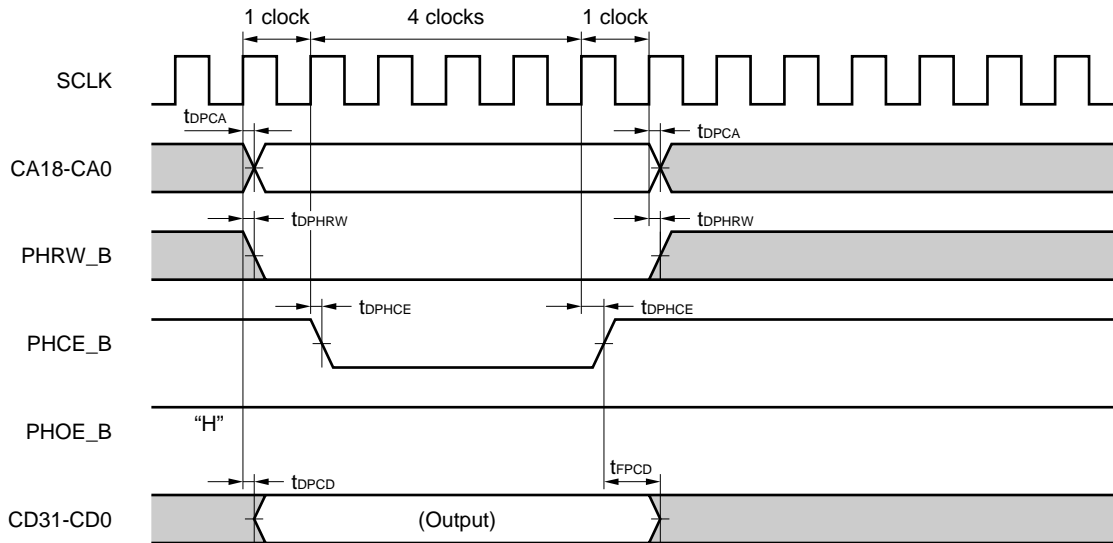 1 clock 4 clocks 1 clock
SCLK
tDPCA tDPCA
CA18-CA0
tDPHRW tDPHRW
PHRW_B
tDPHCE tDPHCE
PHCE_B
“H”
PHOE_B
tFPCD
tDPCD
CD31-CD0 (Output)